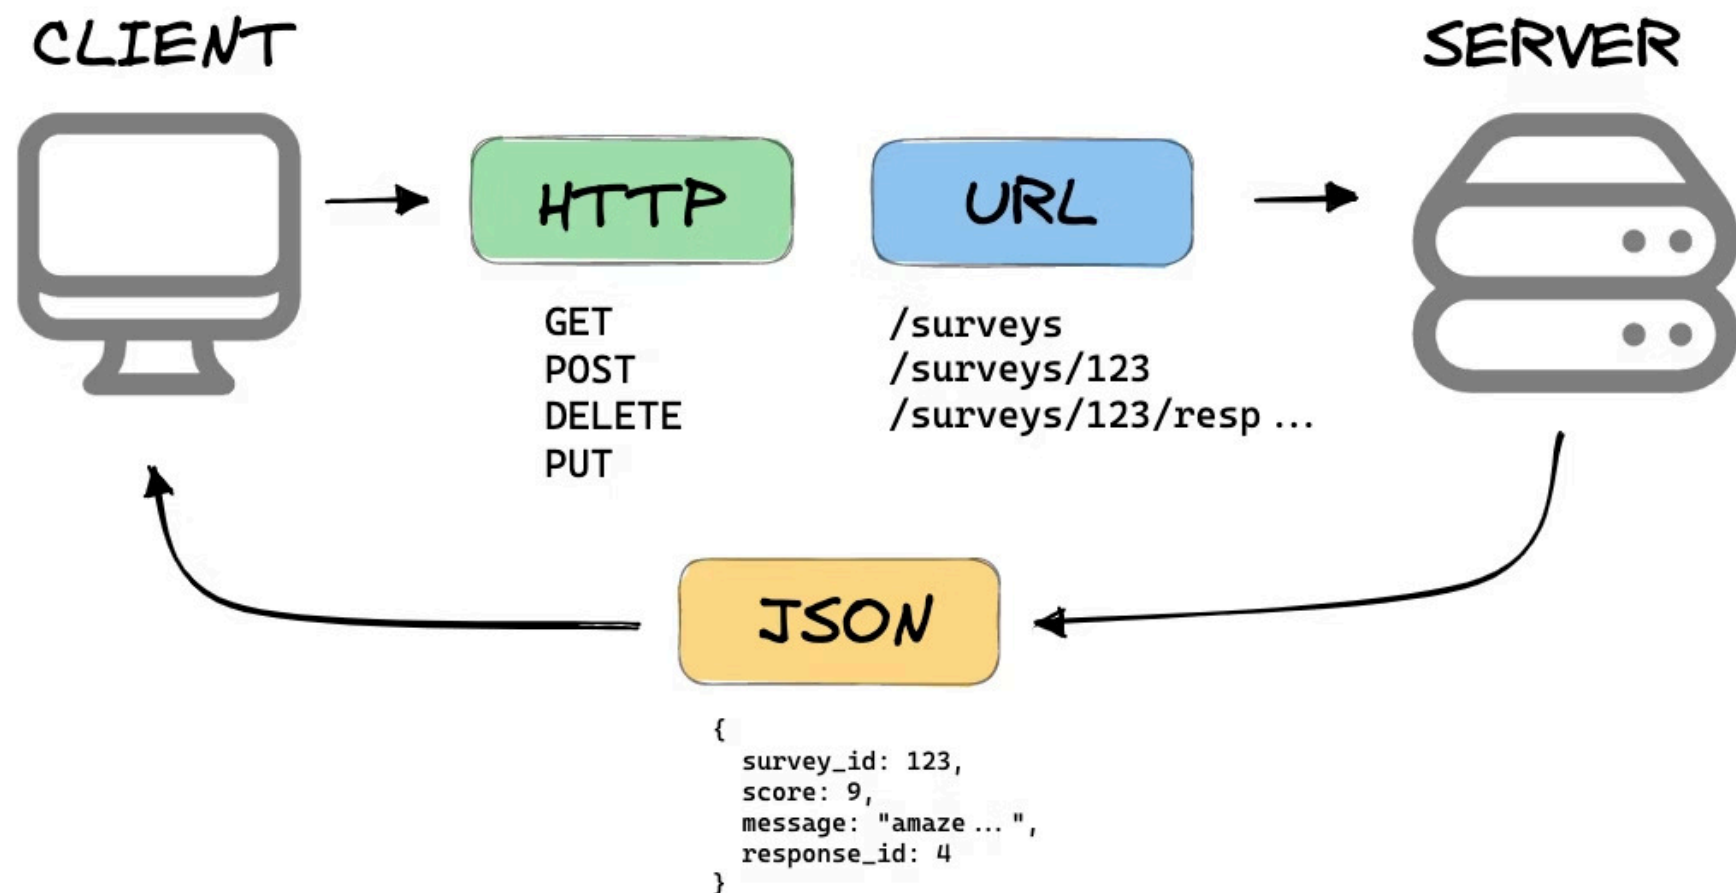 CLIENT
SERVER
HTTP
URL
GET
POST
DELETE
PUT
/surveys
/surveys/123
/surveys/123/resp ...
JSON
{
survey_id: 123,
score: 9,
message: "amaze ... ",
response_id: 4
}